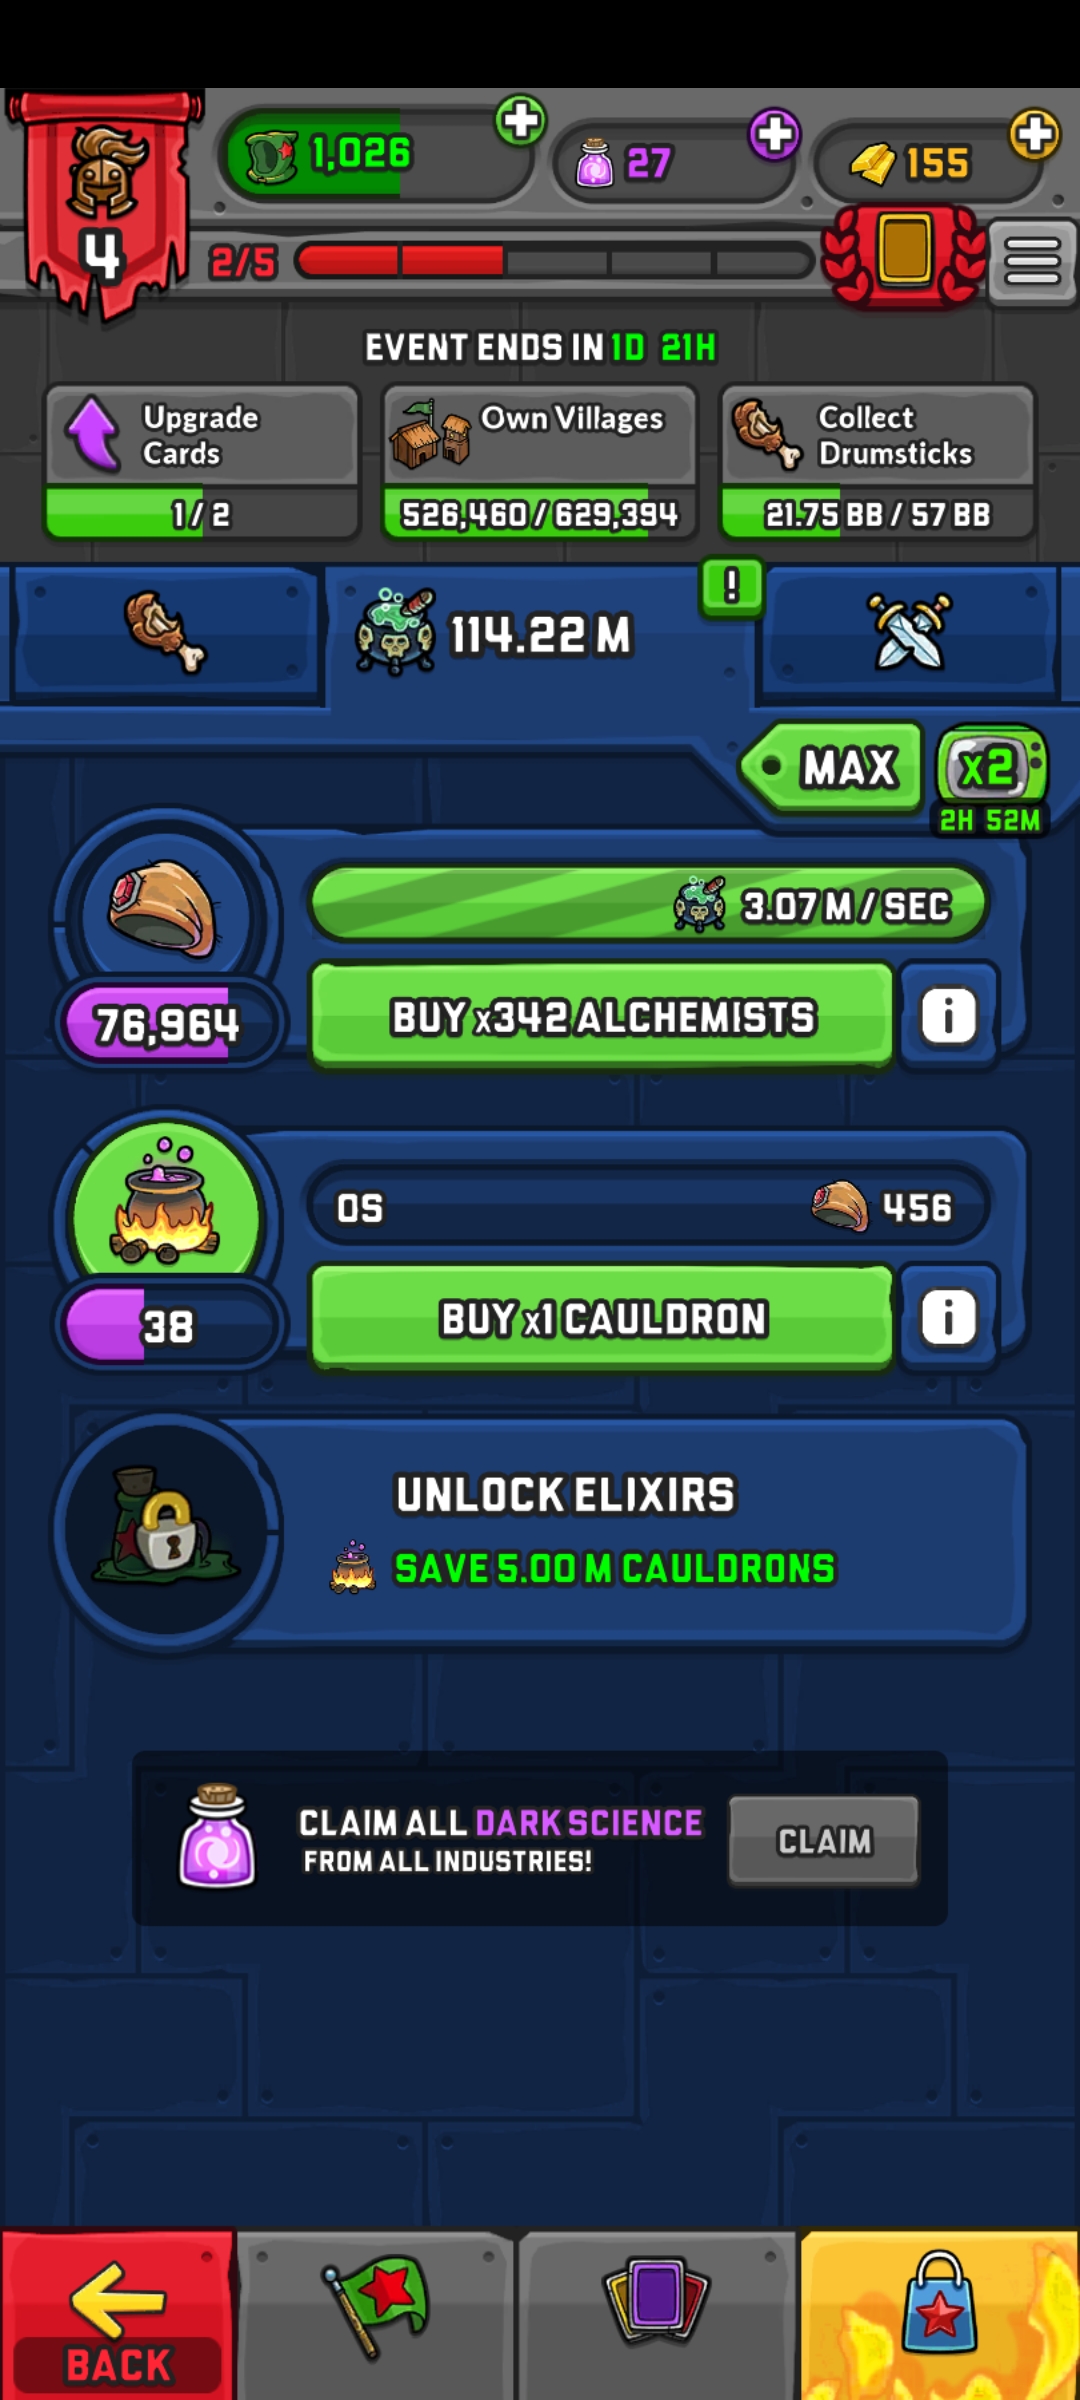 1,026
27
155
4
2/5
EVENT ENDS IN 1D 21H
Upgrade
Cards
1/2
Own Villages
526,460/629,394
Collect
Drumsticks
21.75 BB / 57 BB
114.22 M
!
MAX
x2
2H 52M
3.07 M / SEC
76,964
BUY x342 ALCHEMISTS
i
0S
456
38
BUY x1 CAULDRON
i
UNLOCK ELIXIRS
SAVE 5.00 M CAULDRONS
CLAIM ALL DARK SCIENCE
FROM ALL INDUSTRIES!
CLAIM
BACK